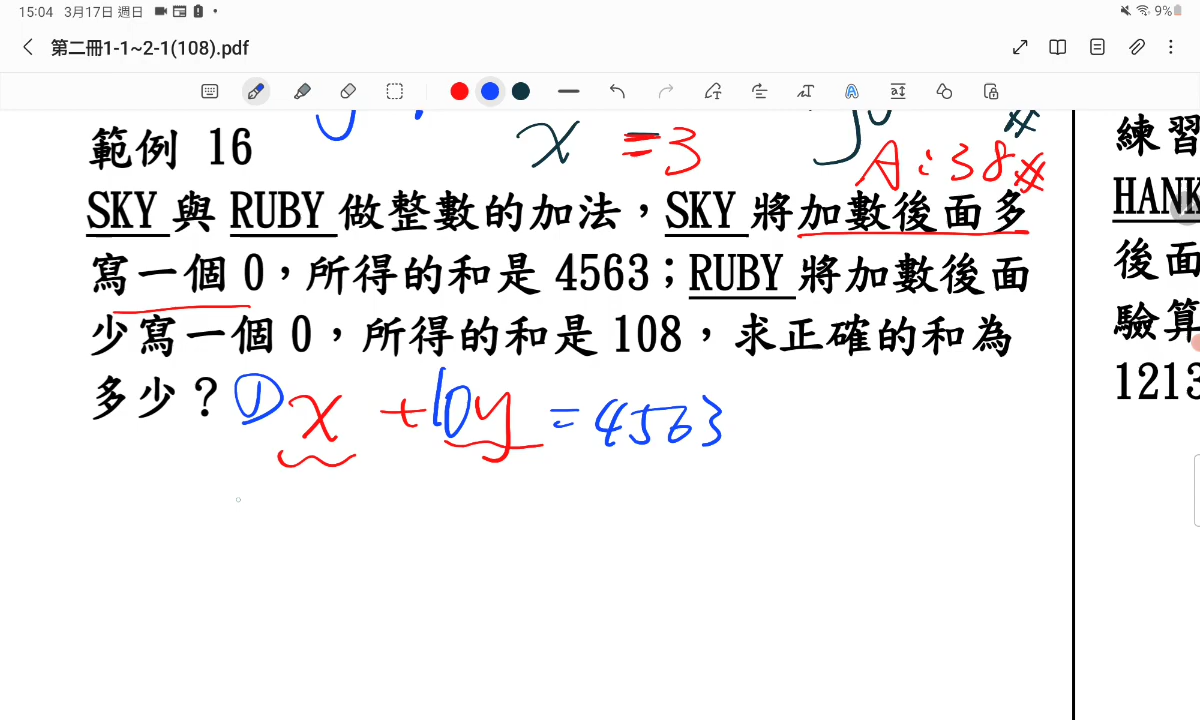 15:04 3月17日 週日
9%
第二冊1-1~2-1(108).pdf
範例 16
x = 3
A：38#
SKY 與 RUBY 做整數的加法，SKY 將加數後面多
寫一個 0，所得的和是 4563；RUBY 將加數後面
少寫一個 0，所得的和是 108，求正確的和為
多少？① x + 10y = 4563
練習
HANK
後面
驗算
1213